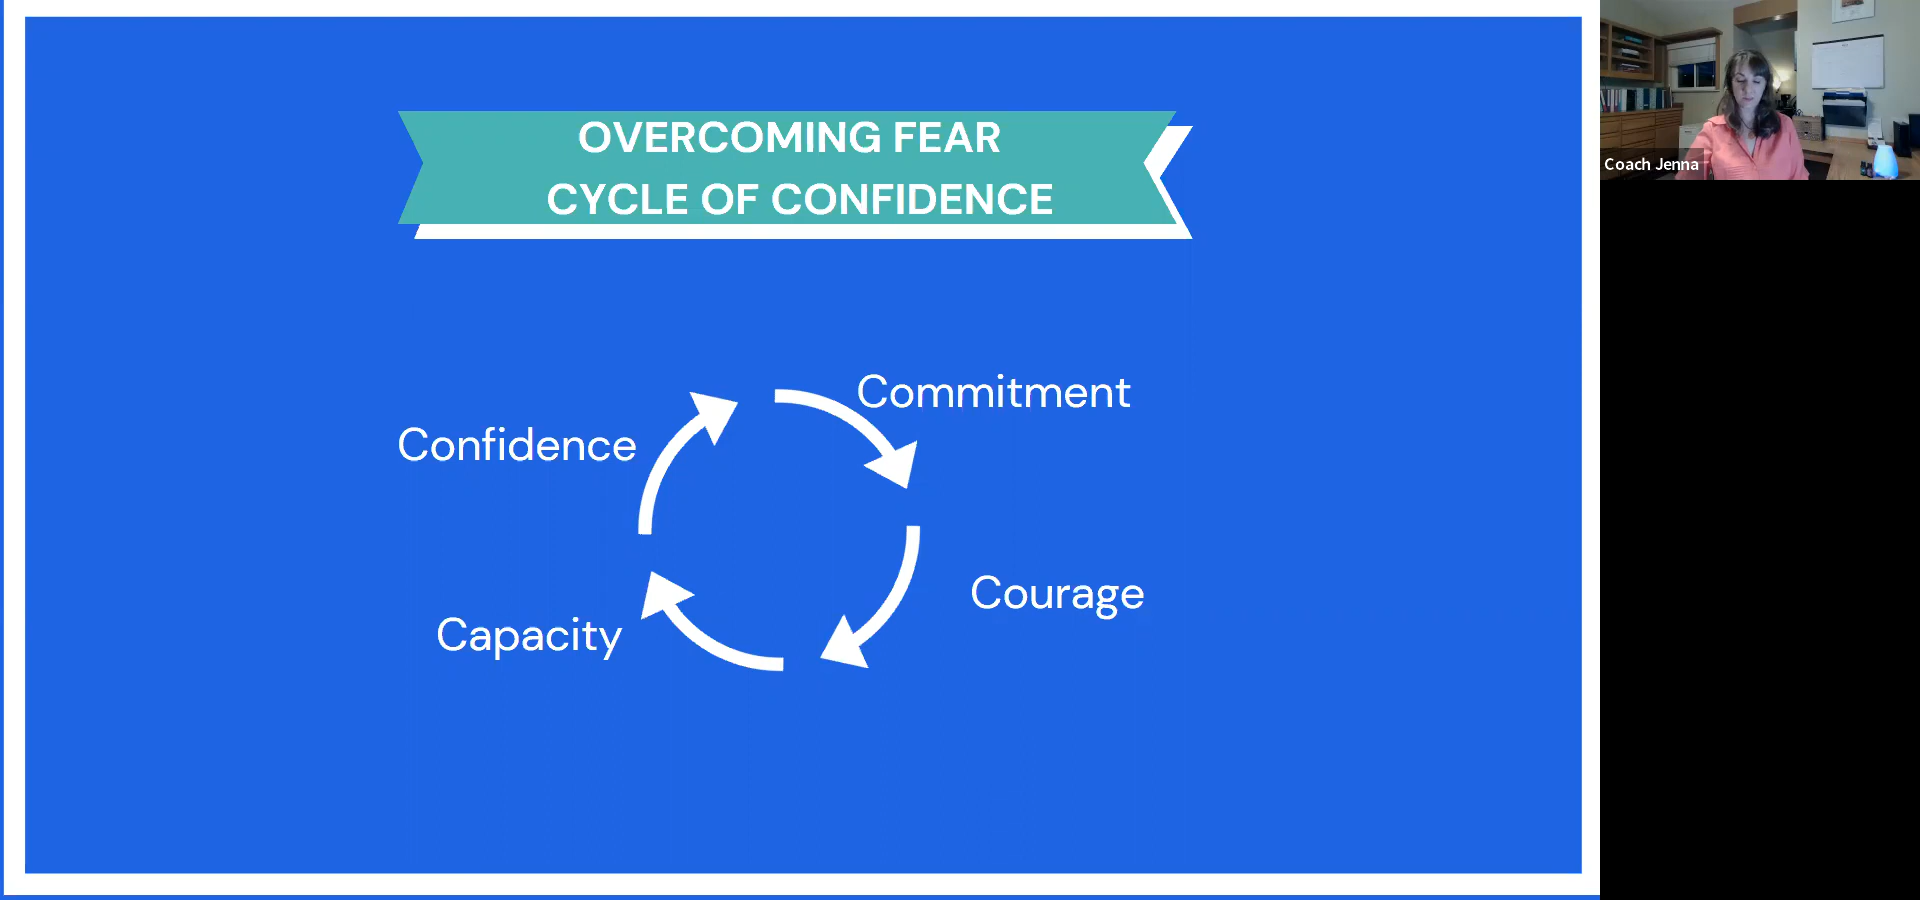 OVERCOMING FEAR
CYCLE OF CONFIDENCE
Commitment
Confidence
Courage
Capacity
Coach Jenna